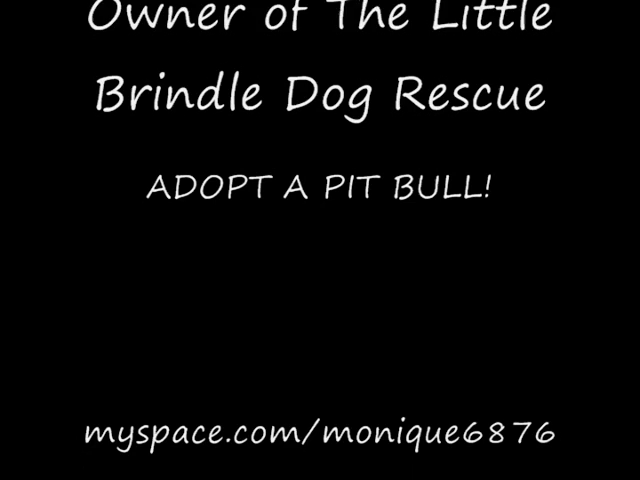 Owner of The Little
Brindle Dog Rescue
ADOPT A PIT BULL!
myspace.com/monique6876